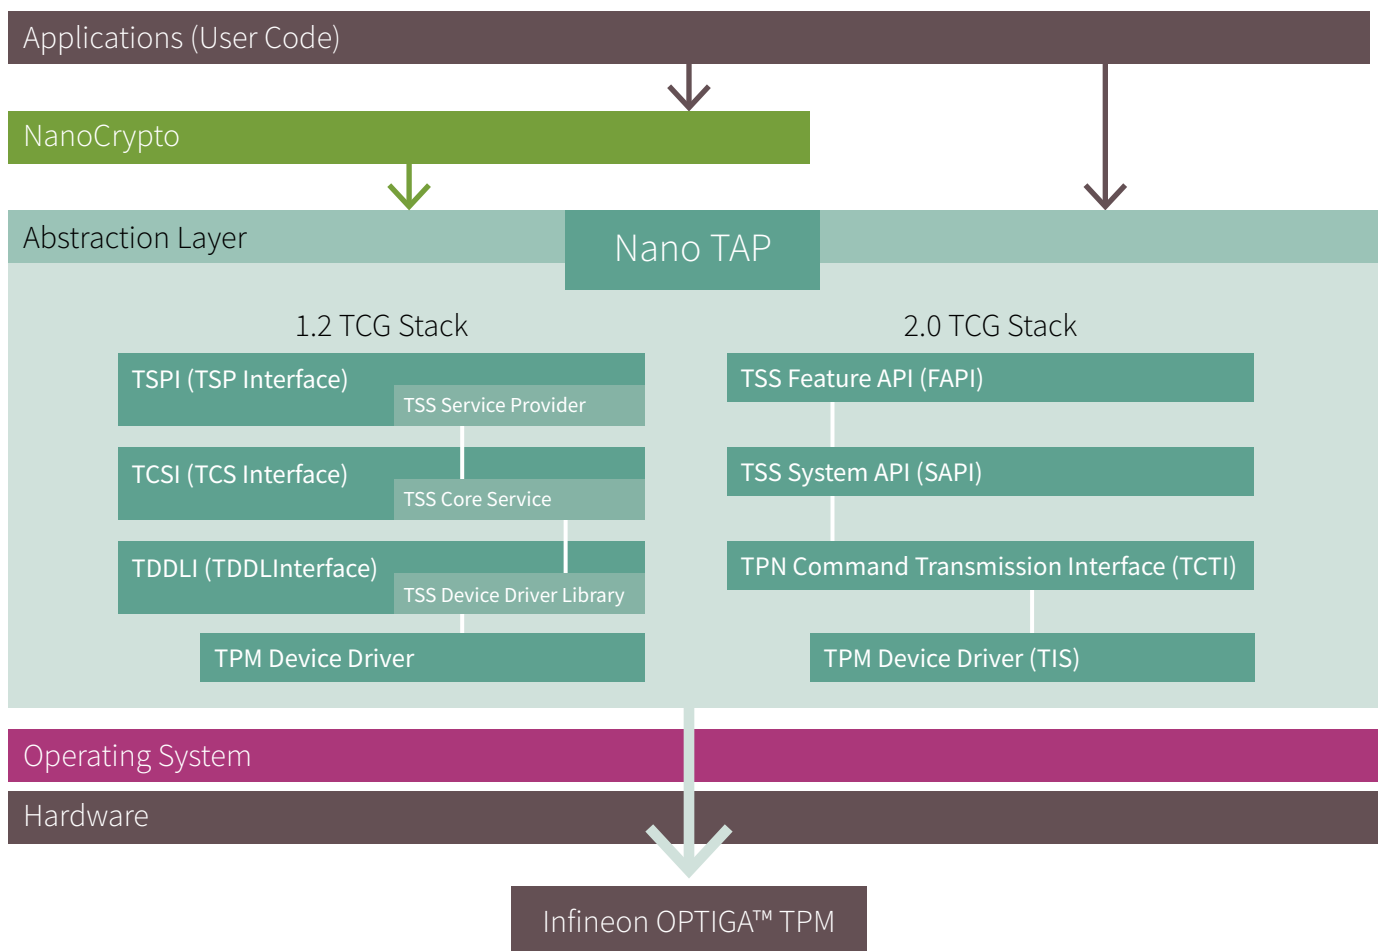 Applications (User Code)
NanoCrypto
Abstraction Layer
Nano TAP
1.2 TCG Stack
TSPI (TSP Interface)
TSS Service Provider
TCSI (TCS Interface)
TSS Core Service
TDDLI (TDDLInterface)
TSS Device Driver Library
TPM Device Driver
2.0 TCG Stack
TSS Feature API (FAPI)
TSS System API (SAPI)
TPN Command Transmission Interface (TCTI)
TPM Device Driver (TIS)
Operating System
Hardware
Infineon OPTIGA™ TPM